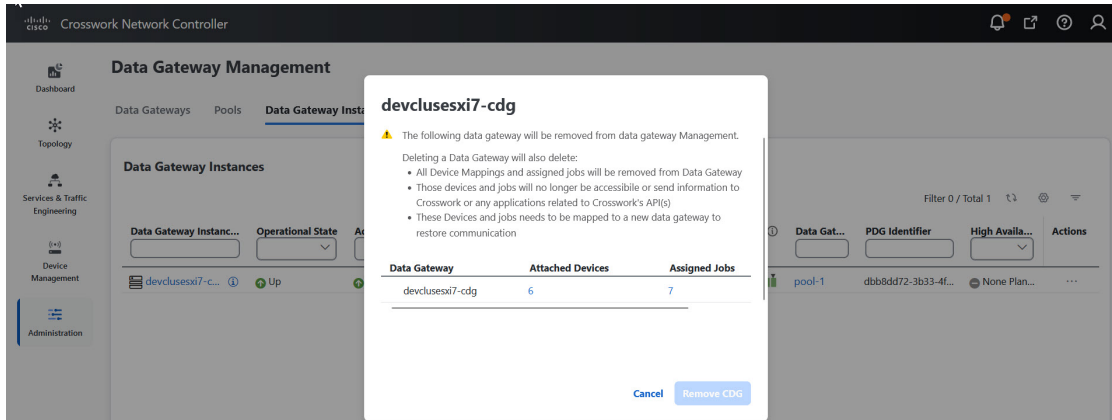 cisco Crosswork Network Controller
Dashboard
Topology
Services & Traffic
Engineering
Device
Management
Administration
Data Gateway Management
Data Gateways Pools Data Gateway Insta
Data Gateway Instances
Filter 0 / Total 1
Data Gateway Instanc... Operational State Ad Data Gat... PDG Identifier High Availa... Actions
devclusesxi7-c... Up pool-1 dbb8dd72-3b33-4f... None Plan... ...
devclusesxi7-cdg
The following data gateway will be removed from data gateway Management.
Deleting a Data Gateway will also delete:
• All Device Mappings and assigned jobs will be removed from Data Gateway
• Those devices and jobs will no longer be accessibile or send information to
Crosswork or any applications related to Crosswork's API(s)
• These Devices and jobs needs to be mapped to a new data gateway to
restore communication
Data Gateway Attached Devices Assigned Jobs
devclusesxi7-cdg 6 7
Cancel Remove CDG